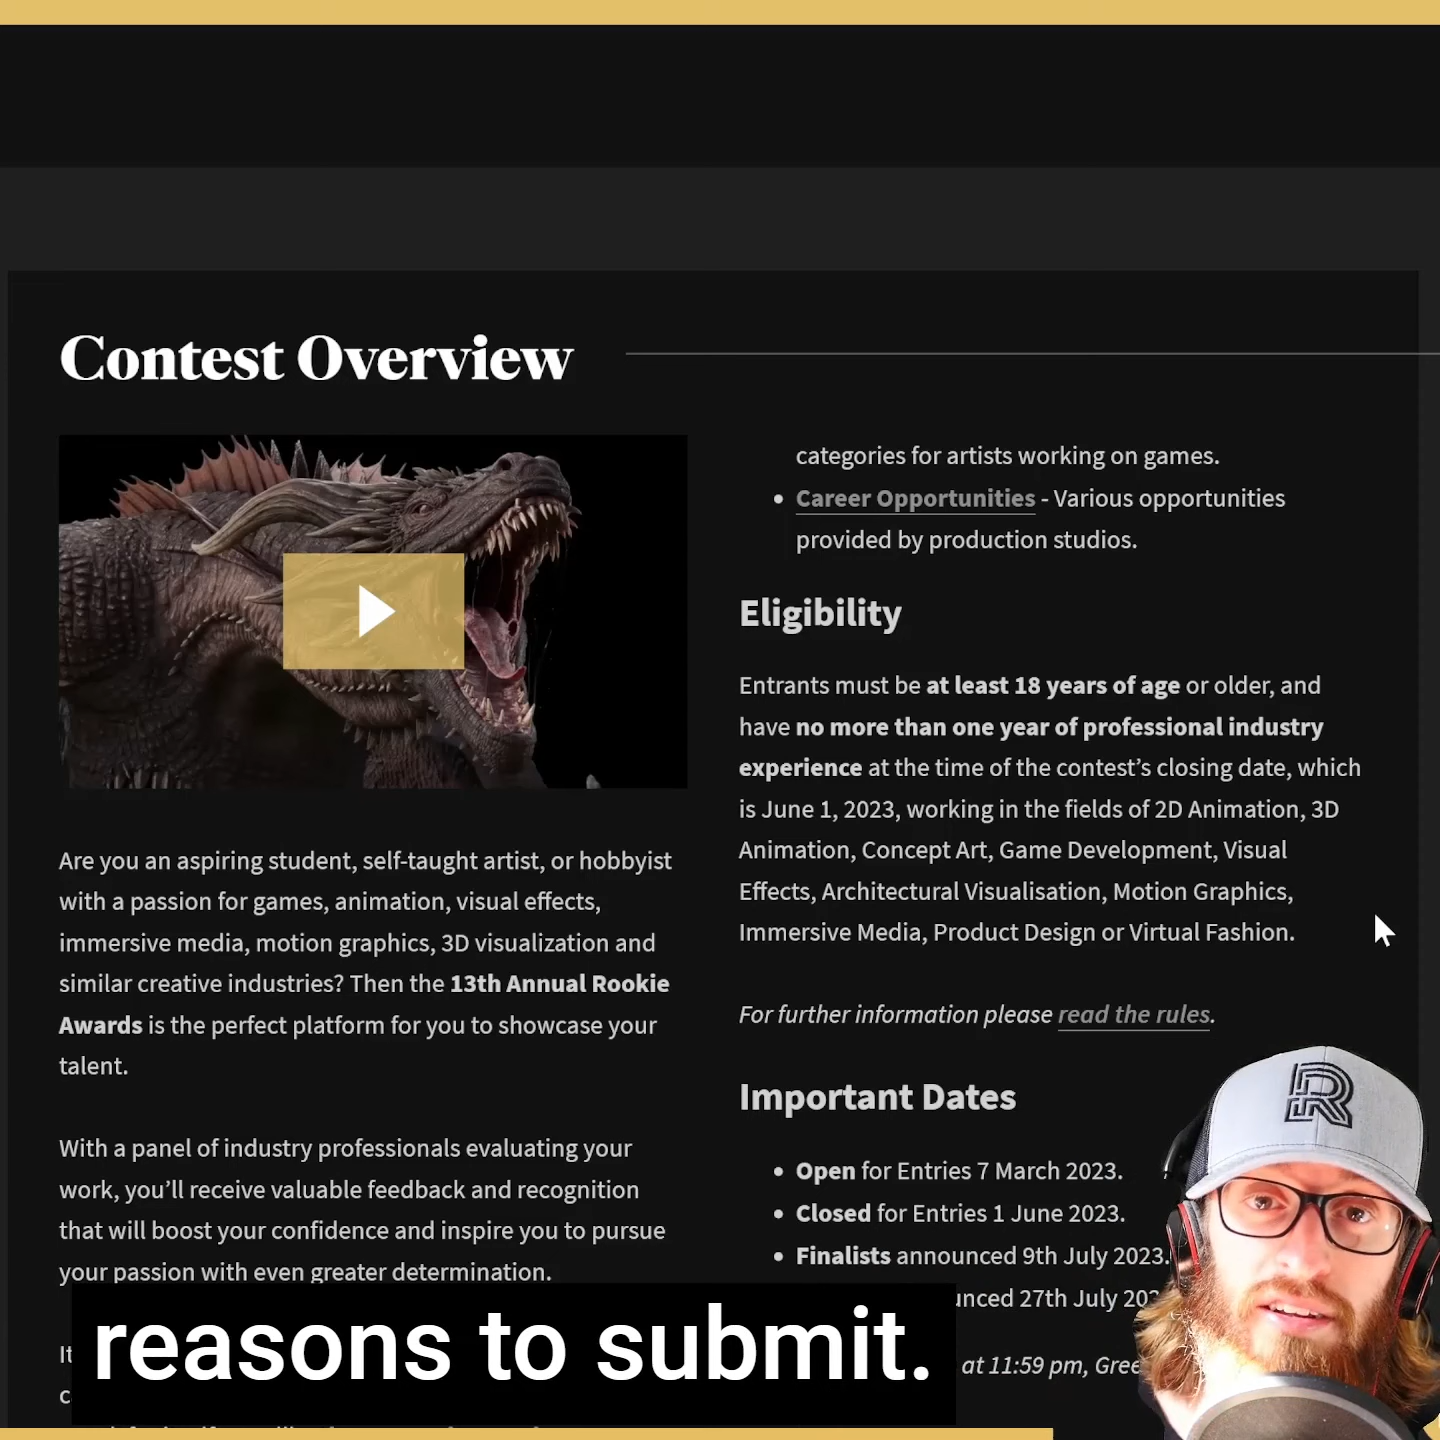 Contest Overview
Are you an aspiring student, self-taught artist, or hobbyist
with a passion for games, animation, visual effects,
immersive media, motion graphics, 3D visualization and
similar creative industries? Then the 13th Annual Rookie
Awards is the perfect platform for you to showcase your
talent.
With a panel of industry professionals evaluating your
work, you’ll receive valuable feedback and recognition
that will boost your confidence and inspire you to pursue
your passion with even greater determination.
categories for artists working on games.
• Career Opportunities - Various opportunities
provided by production studios.
Eligibility
Entrants must be at least 18 years of age or older, and
have no more than one year of professional industry
experience at the time of the contest’s closing date, which
is June 1, 2023, working in the fields of 2D Animation, 3D
Animation, Concept Art, Game Development, Visual
Effects, Architectural Visualisation, Motion Graphics,
Immersive Media, Product Design or Virtual Fashion.
For further information please read the rules.
Important Dates
• Open for Entries 7 March 2023.
• Closed for Entries 1 June 2023.
• Finalists announced 9th July 2023.
27th July
at 11:59 pm,
reasons to submit.
R